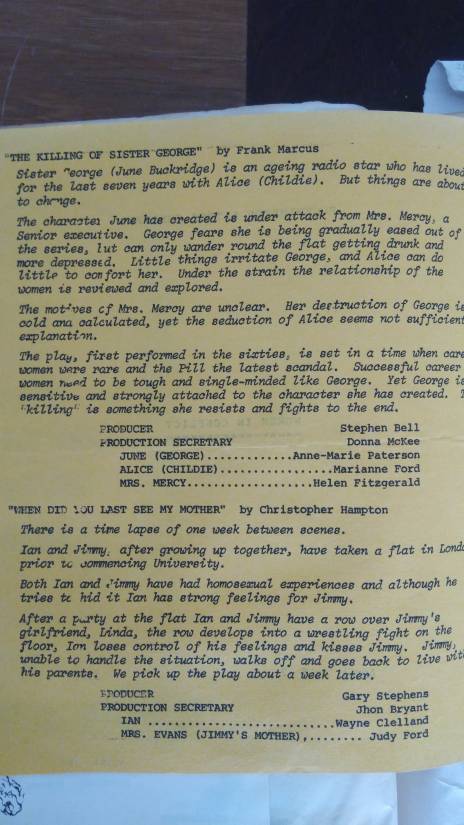 "THE KILLING OF SISTER GEORGE" by Frank Marcus
Sister eorge (June Buckridge) is an ageing radio star who has lived
for the last seven years with Alice (Childie). But things are about
to change.
The character June has created is under attack from Mrs. Mercy, a
Senior executive. George fears she is being gradually eased out of
the series, but can only wander round the flat getting drunk and
more depressed. Little things irritate George, and Alice can do
little to comfort her. Under the strain the relationship of the
women is reviewed and explored.
The motives of Mrs. Mercy are unclear. Her destruction of George is
cold and calculated, yet the seduction of Alice seems not sufficient
explanation.
The play, first performed in the sixties, is set in a time when care
women were rare and the Pill the latest scandal. Successful career
women need to be tough and single-minded like George. Yet George is
sensitive and strongly attached to the character she has created. T
"killing" is something she resists and fights to the end.
PRODUCER Stephen Bell
PRODUCTION SECRETARY Donna McKee
JUNE (GEORGE).............Anne-Marie Paterson
ALICE (CHILDIE).................Marianne Ford
MRS. MERCY...................Helen Fitzgerald
"WHEN DID YOU LAST SEE MY MOTHER" by Christopher Hampton
There is a time lapse of one week between scenes.
Ian and Jimmy, after growing up together, have taken a flat in Londo
prior to commencing University.
Both Ian and Jimmy have had homosexual experiences and although he
tries to hid it Ian has strong feelings for Jimmy.
After a party at the flat Ian and Jimmy have a row over Jimmy's
girlfriend, Linda, the row develops into a wrestling fight on the
floor, Ian loses control of his feelings and kisses Jimmy. Jimmy,
unable to handle the situation, walks off and goes back to live with
his parents. We pick up the play about a week later.
PRODUCER Gary Stephens
PRODUCTION SECRETARY Jhon Bryant
IAN ............................Wayne Clelland
MRS. EVANS (JIMMY'S MOTHER),........ Judy Ford